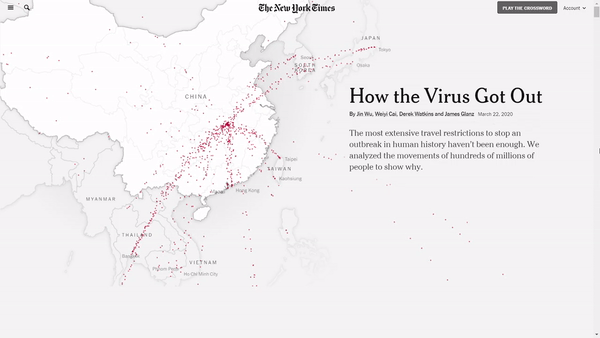 The New York Times
PLAY THE CROSSWORD
Account
JAPAN
Seoul
Tokyo
SOUTH
KOREA
Osaka
CHINA
How the Virus Got Out
By Jin Wu, Weiyi Cai, Derek Watkins and James Glanz March 22, 2020
The most extensive travel restrictions to stop an
outbreak in human history haven't been enough. We
analyzed the movements of hundreds of millions of
people to show why.
Taipei
TAIWAN
Kaohsiung
Hong Kong
MYANMAR
THAILAND
Bangkok
VIETNAM
Phnom Penh
Ho Chi Minh City